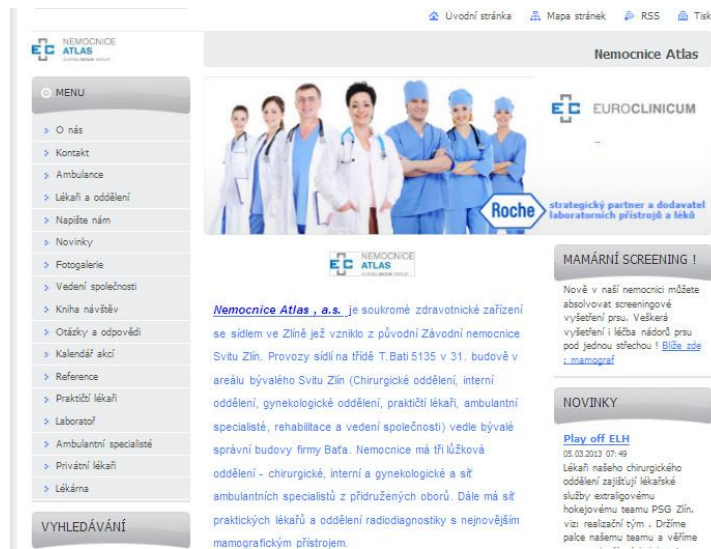 Úvodní stránka Mapa stránek RSS Tisk
NEMOCNICE
ATLAS
Nemocnice Atlas
MENU
O nás
Kontakt
Ambulance
Lékaři a oddělení
Napište nám
Novinky
Fotogalerie
Vedení společnosti
Kniha návštěv
Otázky a odpovědi
Kalendář akcí
Reference
Praktičtí lékaři
Laboratoř
Ambulantní specialisté
Privátní lékaři
Lékárna
VYHLEDÁVÁNÍ
EUROCLINICUM
Roche
strategický partner a dodavatel
laboratorních přístrojů a léků
NEMOCNICE
ATLAS
Nemocnice Atlas , a.s. je soukromé zdravotnické zařízení
se sídlem ve Zlíně jež vzniklo z původní Závodní nemocnice
Svitu Zlín. Provozy sídlí na třídě T.Bati 5135 v 31. budově v
areálu bývalého Svitu Zlín (Chirurgické oddělení, interní
oddělení, gynekologické oddělení, praktičtí lékaři, ambulantní
specialisté, rehabilitace a vedení společnosti) vedle bývalé
správní budovy firmy Baťa. Nemocnice má tři lůžková
oddělení - chirurgické, interní a gynekologické a síť
ambulantních specialistů z přidružených oborů. Dále má síť
praktických lékařů a oddělení radiodiagnostiky s nejnovějším
mamografickým přístrojem.
MAMÁRNÍ SCREENING !
Nově v naší nemocnici můžete
absolvovat screeningové
vyšetření prsu. Veškerá
vyšetření i léčba nádorů prsu
pod jednou střechou ! Blíže zde
: mamograf
NOVINKY
Play off ELH
05.03.2013 07:49
Lékaři našeho chirurgického
oddělení zajišťují lékařské
služby extraligovému
hokejovému teamu PSG Zlín.
viz: realizační tým . Držíme
palce našemu teamu a věříme